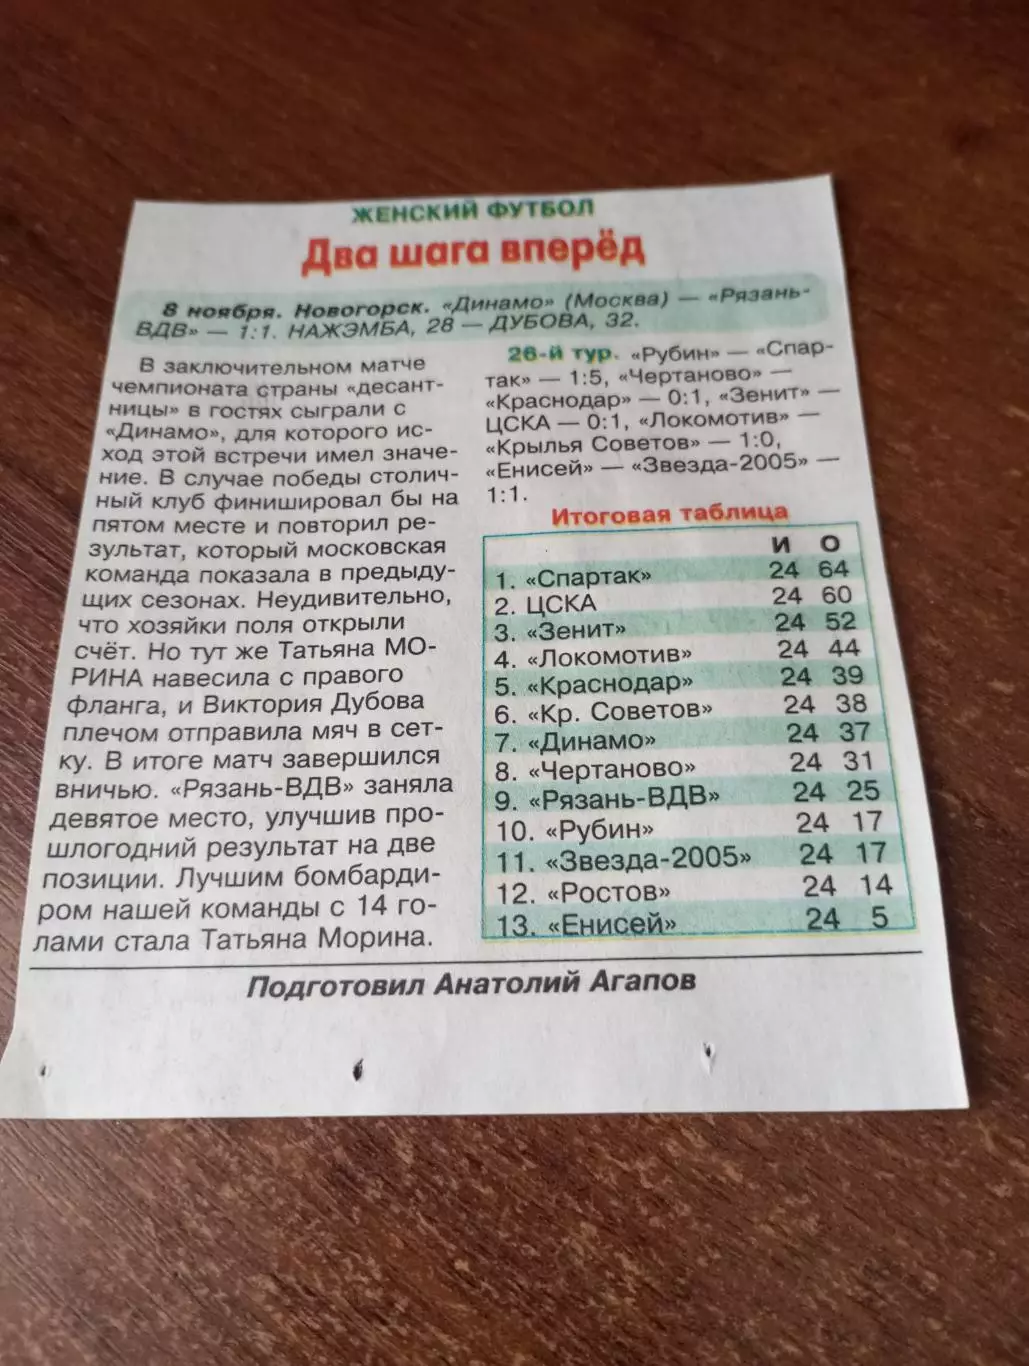 ЖЕНСКИЙ ФУТБОЛ
Два шага вперёд
8 ноября. Новогорск. «Динамо» (Москва) — «Рязань-
ВДВ» — 1:1. НАЖЭМБА, 28 — ДУБОВА, 32.
В заключительном матче
чемпионата страны «десант-
ницы» в гостях сыграли с
«Динамо», для которого ис-
ход этой встречи имел значе-
ние. В случае победы столич-
ный клуб финишировал бы на
пятом месте и повторил ре-
зультат, который московская
команда показала в предыду-
щих сезонах. Неудивительно,
что хозяйки поля открыли
счёт. Но тут же Татьяна МО-
РИНА навесила с правого
фланга, и Виктория Дубова
плечом отправила мяч в сет-
ку. В итоге матч завершился
вничью. «Рязань-ВДВ» заняла
девятое место, улучшив про-
шлогодний результат на две
позиции. Лучшим бомбарди-
ром нашей команды с 14 го-
лами стала Татьяна Морина.
26-й тур. «Рубин» — «Спар-
так» — 1:5, «Чертаново» —
«Краснодар» — 0:1, «Зенит» —
ЦСКА — 0:1, «Локомотив» —
«Крылья Советов» — 1:0,
«Енисей» — «Звезда-2005» —
1:1.
Итоговая таблица
И О
1. «Спартак» 24 64
2. ЦСКА 24 60
3. «Зенит» 24 52
4. «Локомотив» 24 44
5. «Краснодар» 24 39
6. «Кр. Советов» 24 38
7. «Динамо» 24 37
8. «Чертаново» 24 31
9. «Рязань-ВДВ» 24 25
10. «Рубин» 24 17
11. «Звезда-2005» 24 17
12. «Ростов» 24 14
13. «Енисей» 24 5
Подготовил Анатолий Агапов